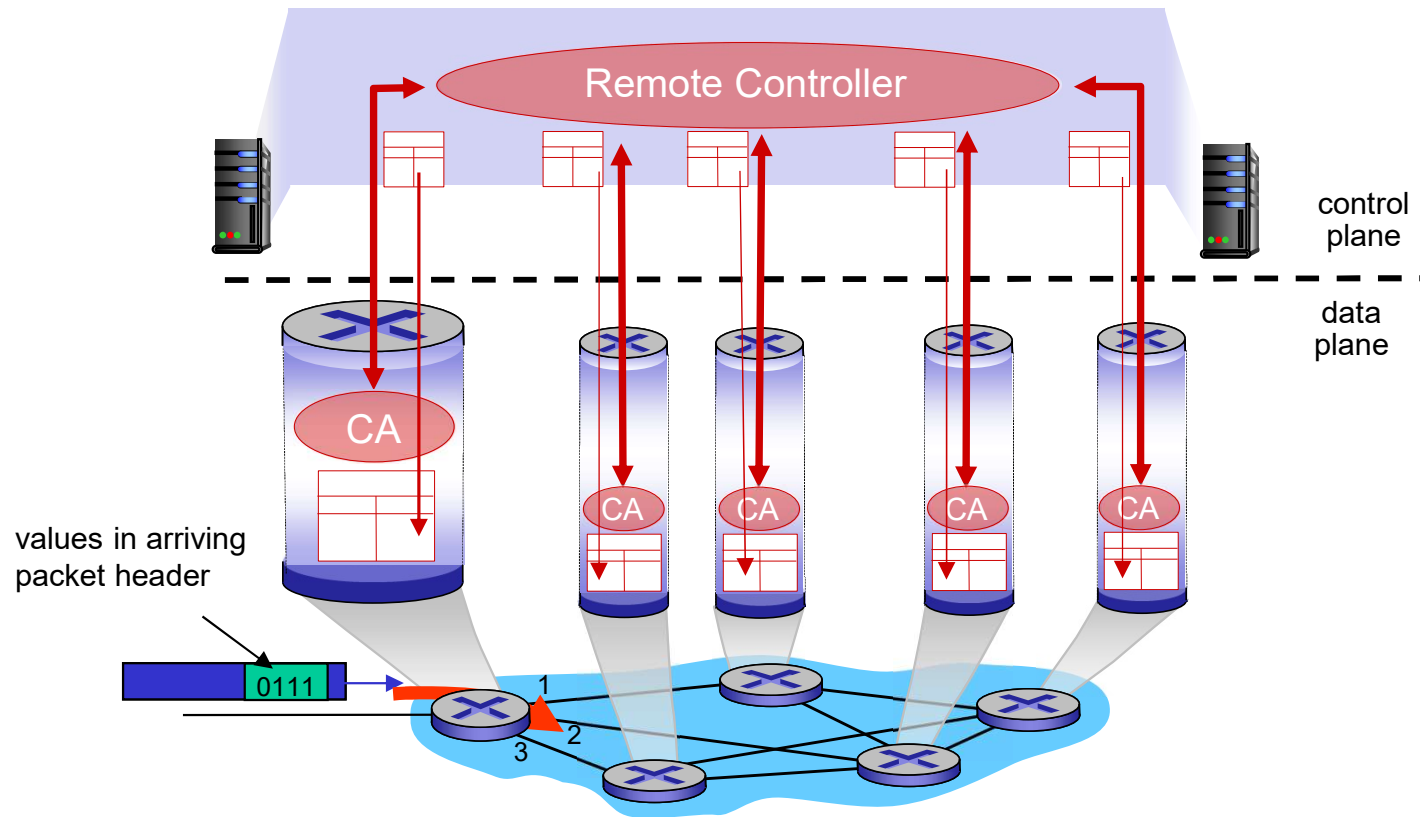 Remote Controller
control
plane
data
plane
CA
CA
CA
CA
CA
values in arriving
packet header
0111
1
2
3